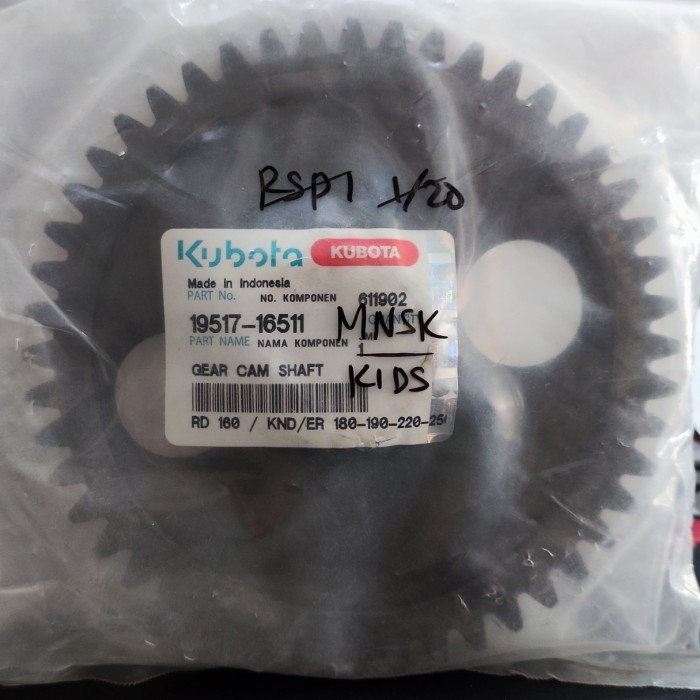 BSPT 1/20
Kubota KUBOTA
Made in Indonesia
PART No. NO. KOMPONEN 611902
19517-16511 MNSK
PART NAME NAMA KOMPONEN 1
GEAR CAM SHAFT KIDS
RD 160 / KND/ER 180-190-220-25